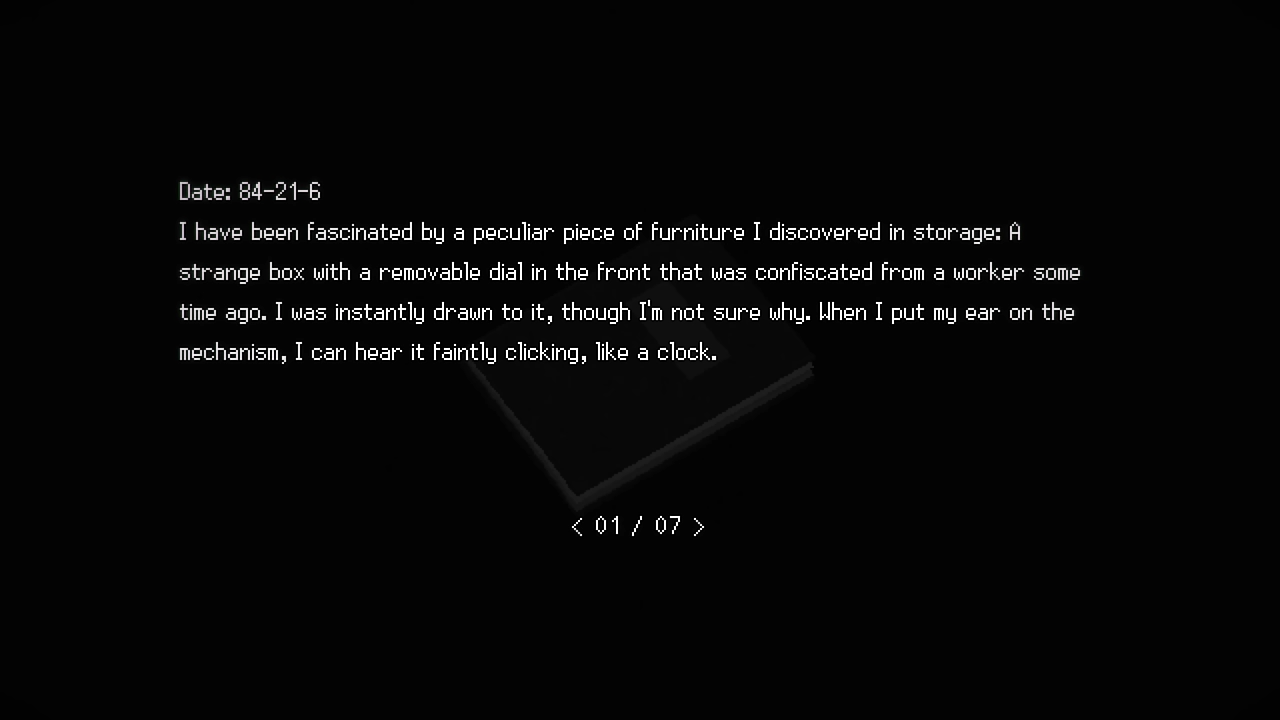 Date: 84-21-6
I have been fascinated by a peculiar piece of furniture I discovered in storage: A
strange box with a removable dial in the front that was confiscated from a worker some
time ago. I was instantly drawn to it, though I'm not sure why. When I put my ear on the
mechanism, I can hear it faintly clicking, like a clock.
< 01 / 07 >